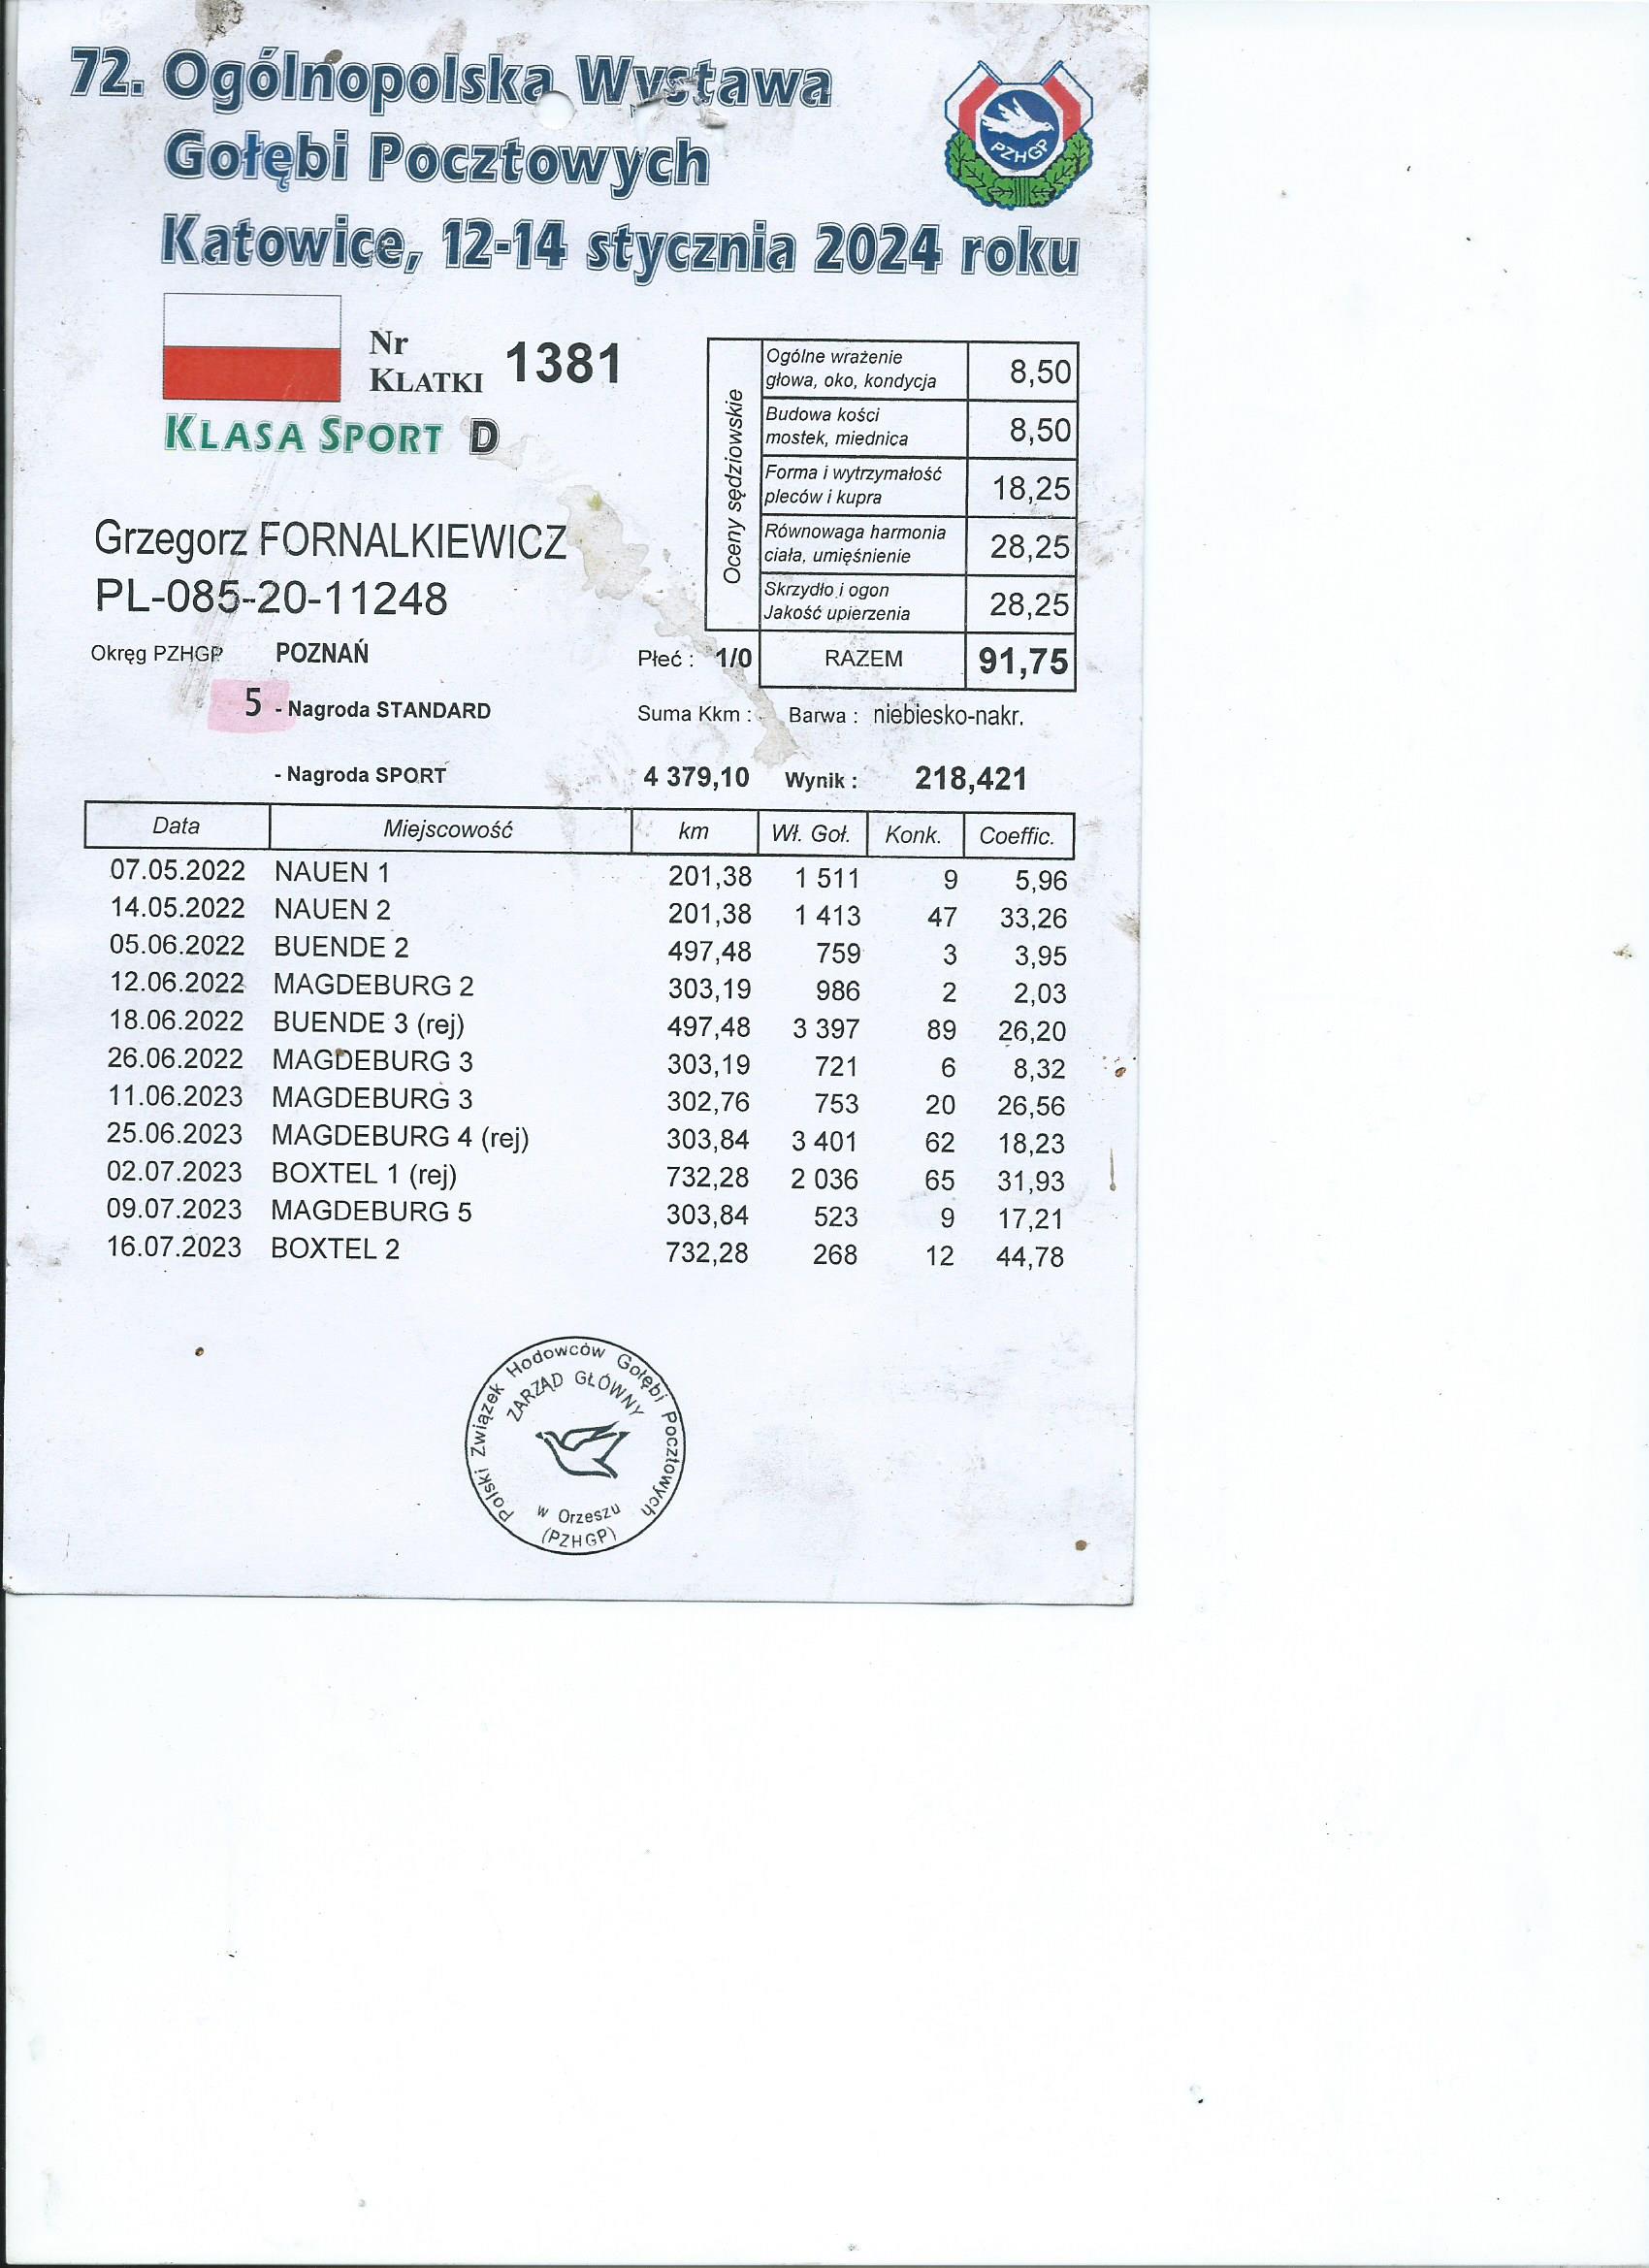 72. Ogólnopolska Wystawa
Gołębi Pocztowych
Katowice, 12-14 stycznia 2024 roku
PZHGP
Nr
KLATKI 1381
KLASA SPORT D
Oceny sędziowskie
Ogólne wrażenie
głowa, oko, kondycja 8,50
Budowa kości
mostek, miednica 8,50
Forma i wytrzymałość
pleców i kupra 18,25
Równowaga harmonia
ciała, umięśnienie 28,25
Skrzydło i ogon
Jakość upierzenia 28,25
Grzegorz FORNALKIEWICZ
PL-085-20-11248
Okręg PZHGP POZNAŃ Płeć : 1/0 RAZEM 91,75
5 - Nagroda STANDARD Suma Kkm : Barwa : niebiesko-nakr.
- Nagroda SPORT 4 379,10 Wynik : 218,421
Data Miejscowość km Wł. Goł. Konk. Coeffic.
07.05.2022 NAUEN 1 201,38 1 511 9 5,96
14.05.2022 NAUEN 2 201,38 1 413 47 33,26
05.06.2022 BUENDE 2 497,48 759 3 3,95
12.06.2022 MAGDEBURG 2 303,19 986 2 2,03
18.06.2022 BUENDE 3 (rej) 497,48 3 397 89 26,20
26.06.2022 MAGDEBURG 3 303,19 721 6 8,32
11.06.2023 MAGDEBURG 3 302,76 753 20 26,56
25.06.2023 MAGDEBURG 4 (rej) 303,84 3 401 62 18,23
02.07.2023 BOXTEL 1 (rej) 732,28 2 036 65 31,93
09.07.2023 MAGDEBURG 5 303,84 523 9 17,21
16.07.2023 BOXTEL 2 732,28 268 12 44,78
Polski Związek Hodowców Gołębi Pocztowych
ZARZĄD GŁÓWNY
w Orzeszu
(PZHGP)